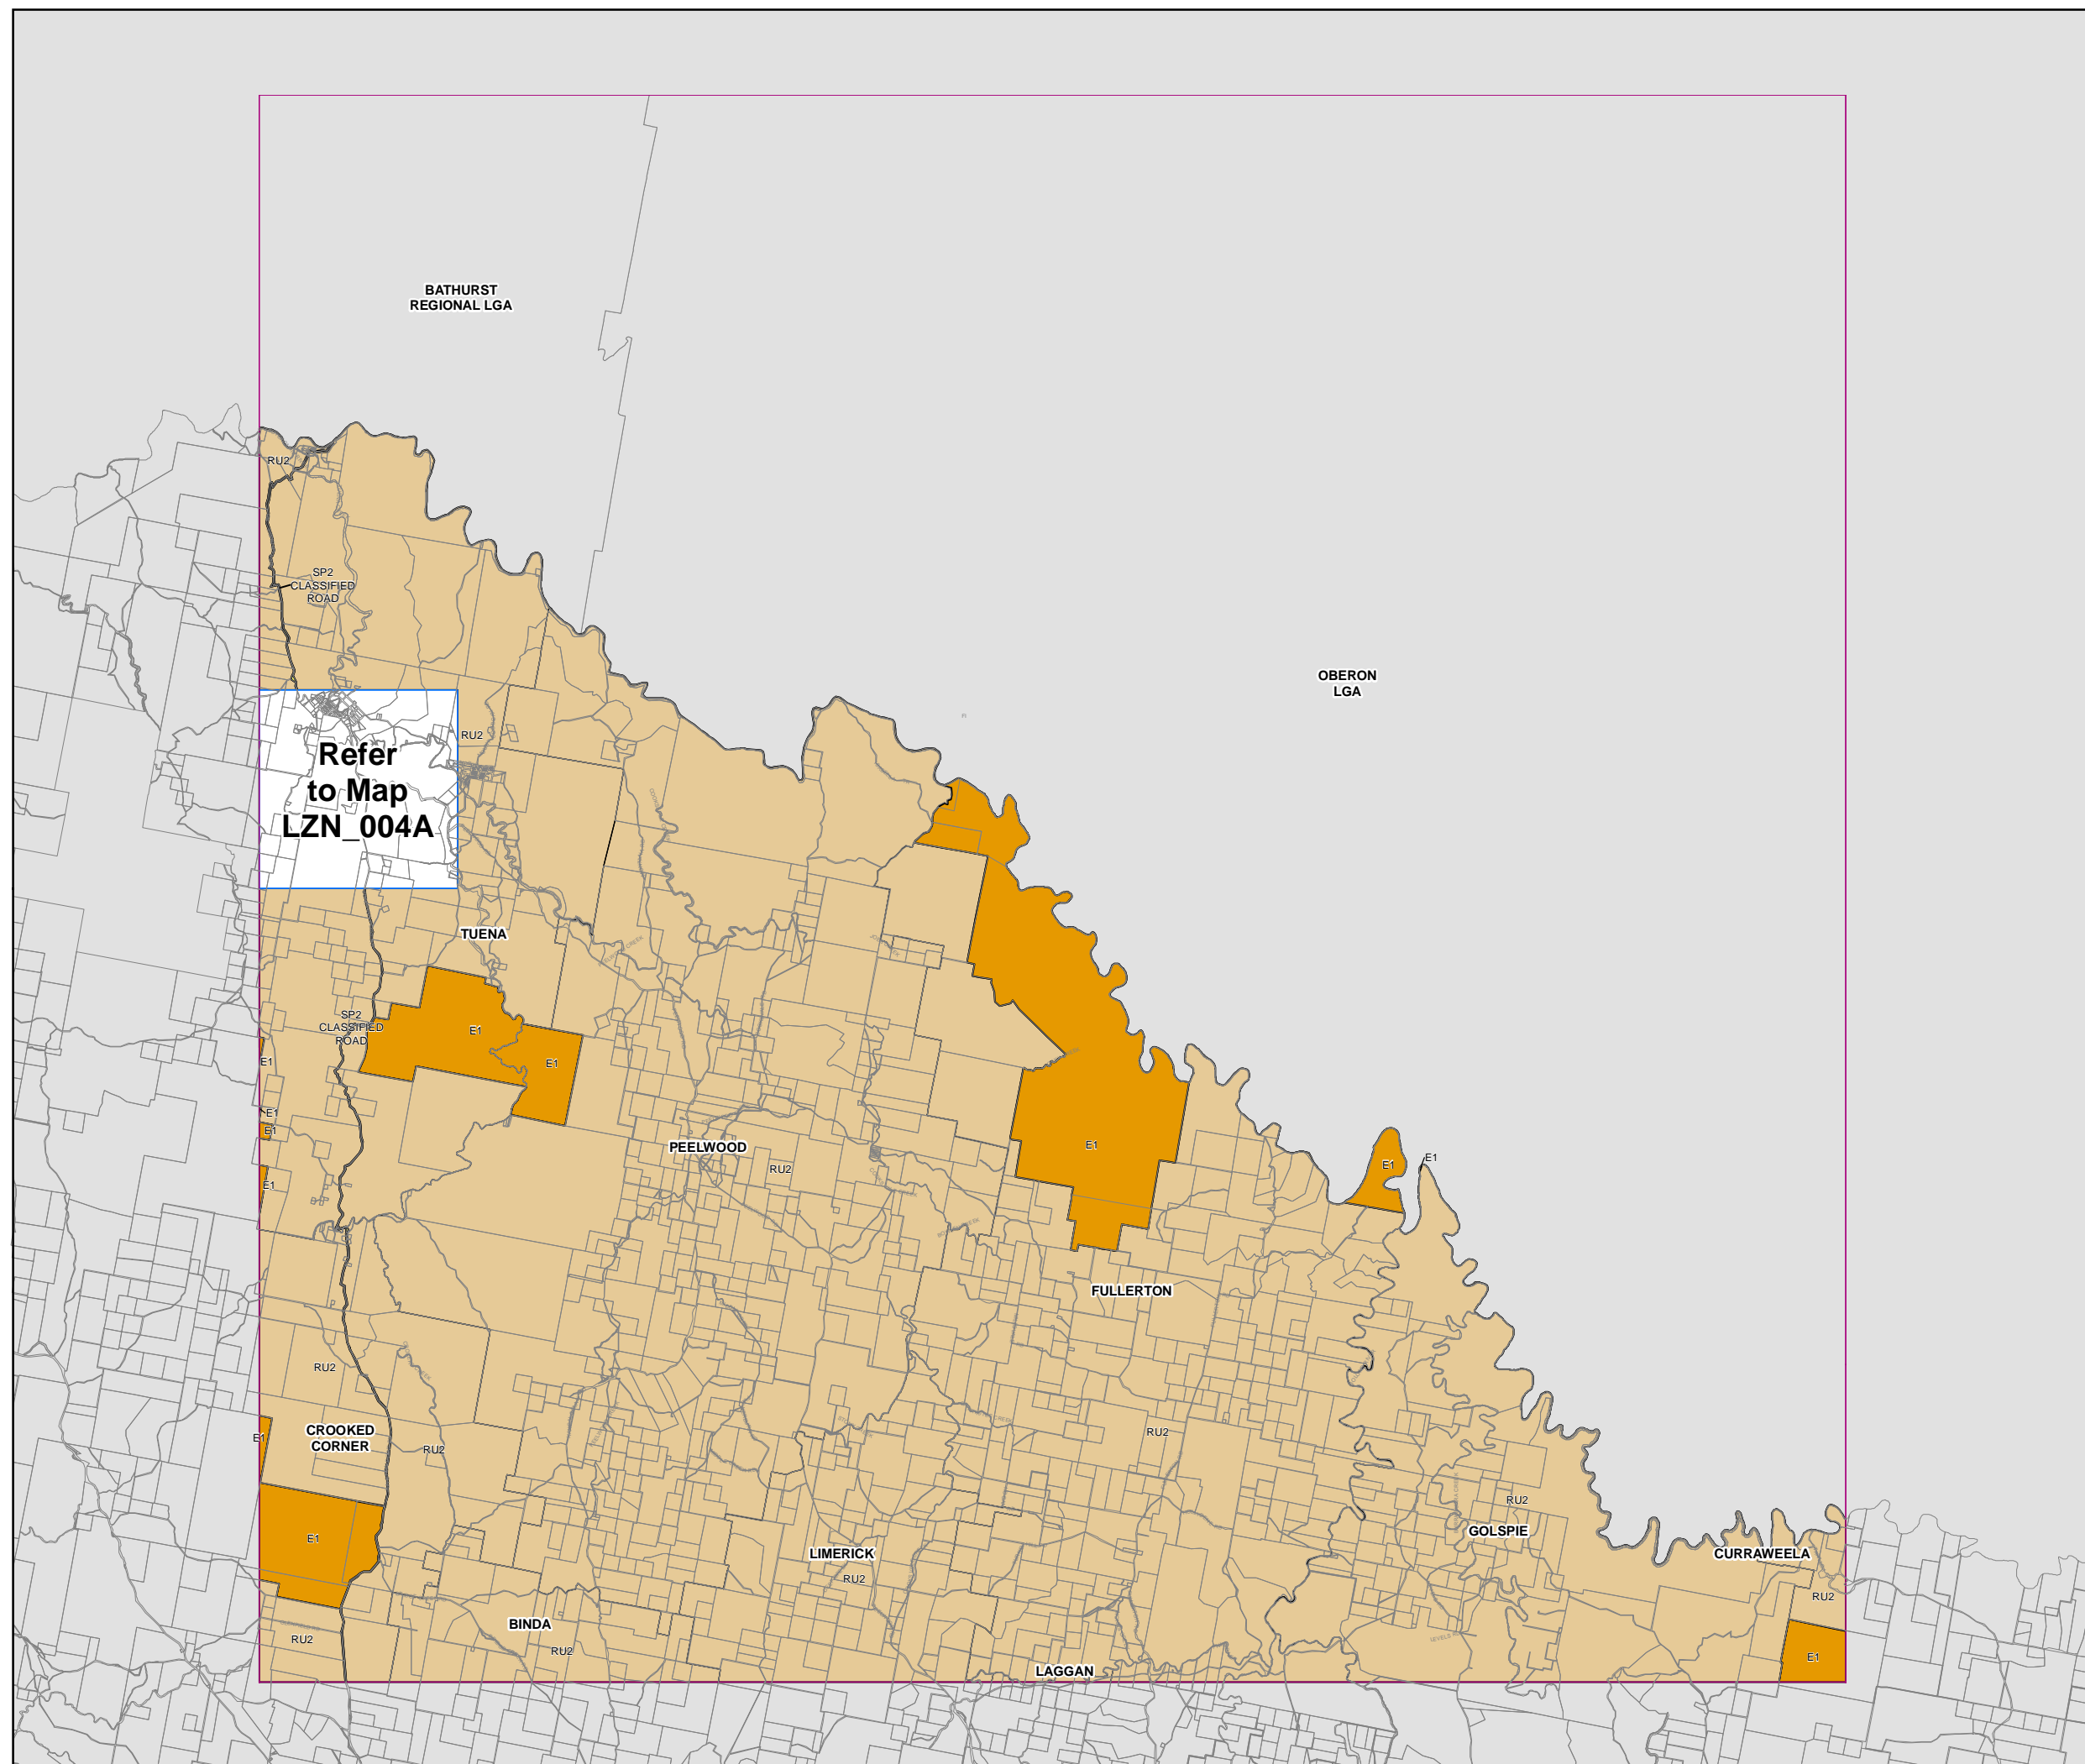 BATHURST
REGIONAL LGA
RU2
SP2
CLASSIFIED
ROAD
OBERON
LGA
RU2
Refer
to Map
LZN_004A
TUENA
SP2
CLASSIFIED
ROAD
E1
E1
E1
E1
E1
E1
PEELWOOD
RU2
E1
E1
E1
FULLERTON
RU2
CROOKED
CORNER
E1
RU2
RU2
RU2
GOLSPIE
E1
LIMERICK
RU2
CURRAWEELA
RU2
BINDA
RU2
RU2
E1
LAGGAN